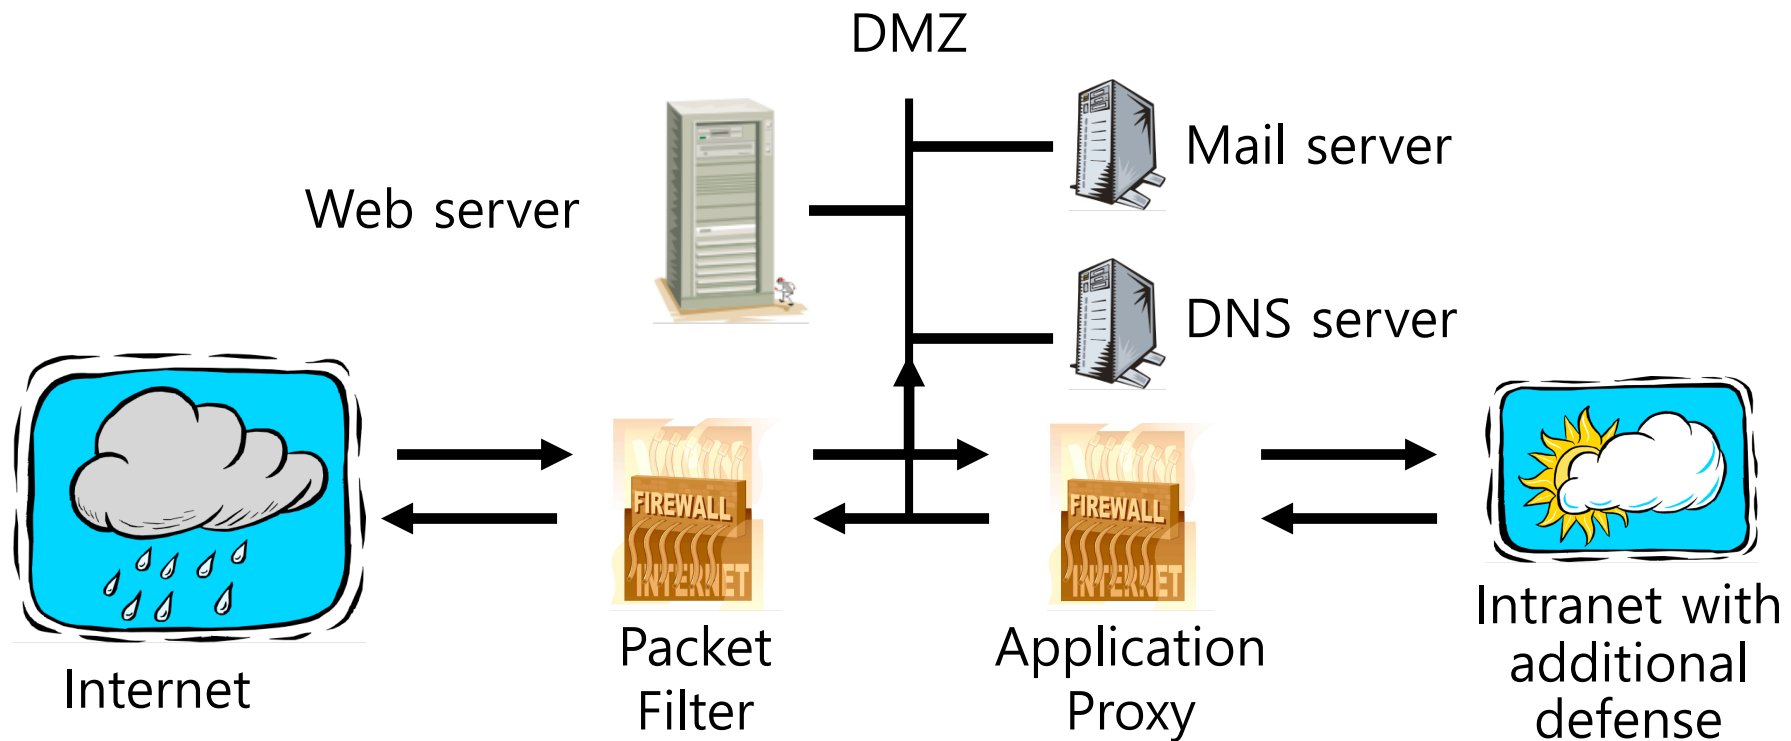 DMZ
Mail server
Web server
DNS server
FIREWALL
INTERNET
FIREWALL
INTERNET
Internet
Packet
Filter
Application
Proxy
Intranet with
additional
defense